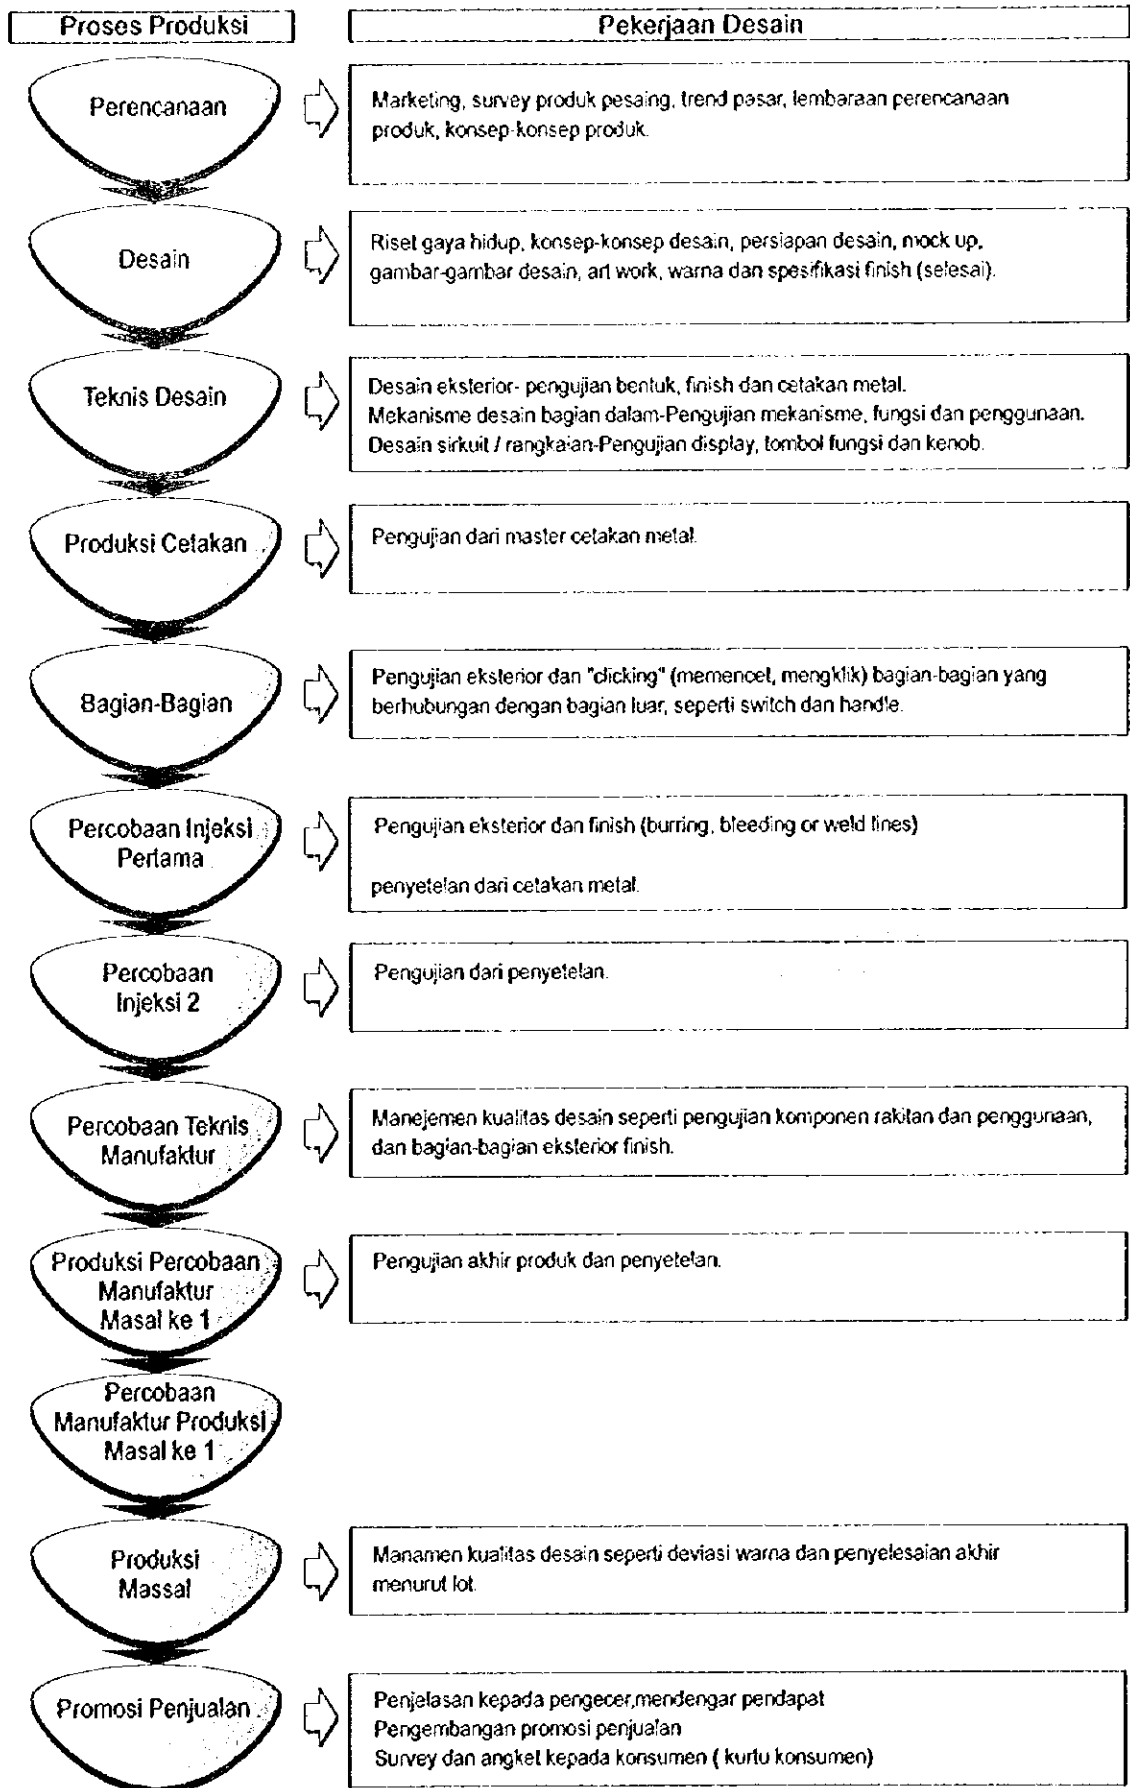 Proses Produksi
Pekerjaan Desain
Perencanaan
Marketing, survey produk pesaing, trend pasar, lembaraan perencanaan
produk, konsep-konsep produk.
Desain
Riset gaya hidup, konsep-konsep desain, persiapan desain, mock up,
gambar-gambar desain, art work, warna dan spesifikasi finish (selesai).
Teknis Desain
Desain eksterior- pengujian bentuk, finish dan cetakan metal.
Mekanisme desain bagian dalam-Pengujian mekanisme, fungsi dan penggunaan.
Desain sirkuit / rangkaian-Pengujian display, tombol fungsi dan kenob.
Produksi Cetakan
Pengujian dari master cetakan metal.
Bagian-Bagian
Pengujian eksterior dan "clicking" (memencet, mengklik) bagian-bagian yang
berhubungan dengan bagian luar, seperti switch dan handle.
Percobaan Injeksi
Pertama
Pengujian eksterior dan finish (burring, bleeding or weld lines)
penyetelan dari cetakan metal.
Percobaan
Injeksi 2
Pengujian dari penyetelan.
Percobaan Teknis
Manufaktur
Manejemen kualitas desain seperti pengujian komponen rakitan dan penggunaan,
dan bagian-bagian eksterior finish.
Produksi Percobaan
Manufaktur
Masal ke 1
Pengujian akhir produk dan penyetelan.
Percobaan
Manufaktur Produksi
Masal ke 1
Produksi
Massal
Manamen kualitas desain seperti deviasi warna dan penyelesaian akhir
menurut lot.
Promosi Penjualan
Penjelasan kepada pengecer,mendengar pendapat
Pengembangan promosi penjualan
Survey dan angket kepada konsumen ( kurtu konsumen)